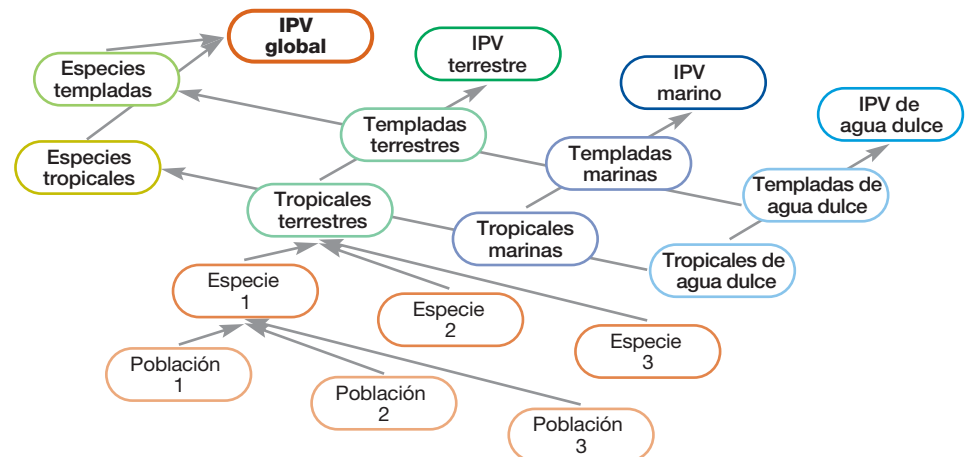 IPV
global
IPV
terrestre
IPV
marino
IPV de
agua dulce
Especies
templadas
Templadas
terrestres
Templadas
marinas
Templadas de
agua dulce
Especies
tropicales
Tropicales
terrestres
Tropicales
marinas
Tropicales de
agua dulce
Especie
1
Especie
2
Especie
3
Población
1
Población
2
Población
3